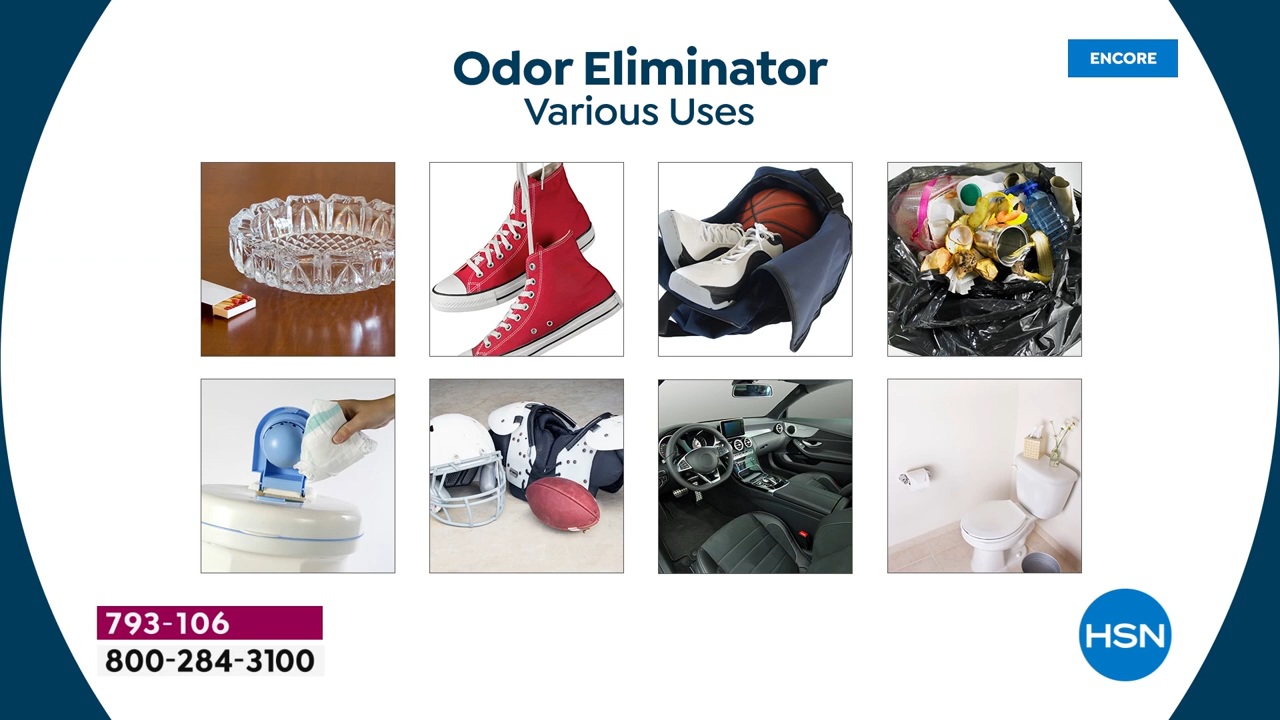 Odor Eliminator
Various Uses
ENCORE
793-106
800-284-3100
HSN